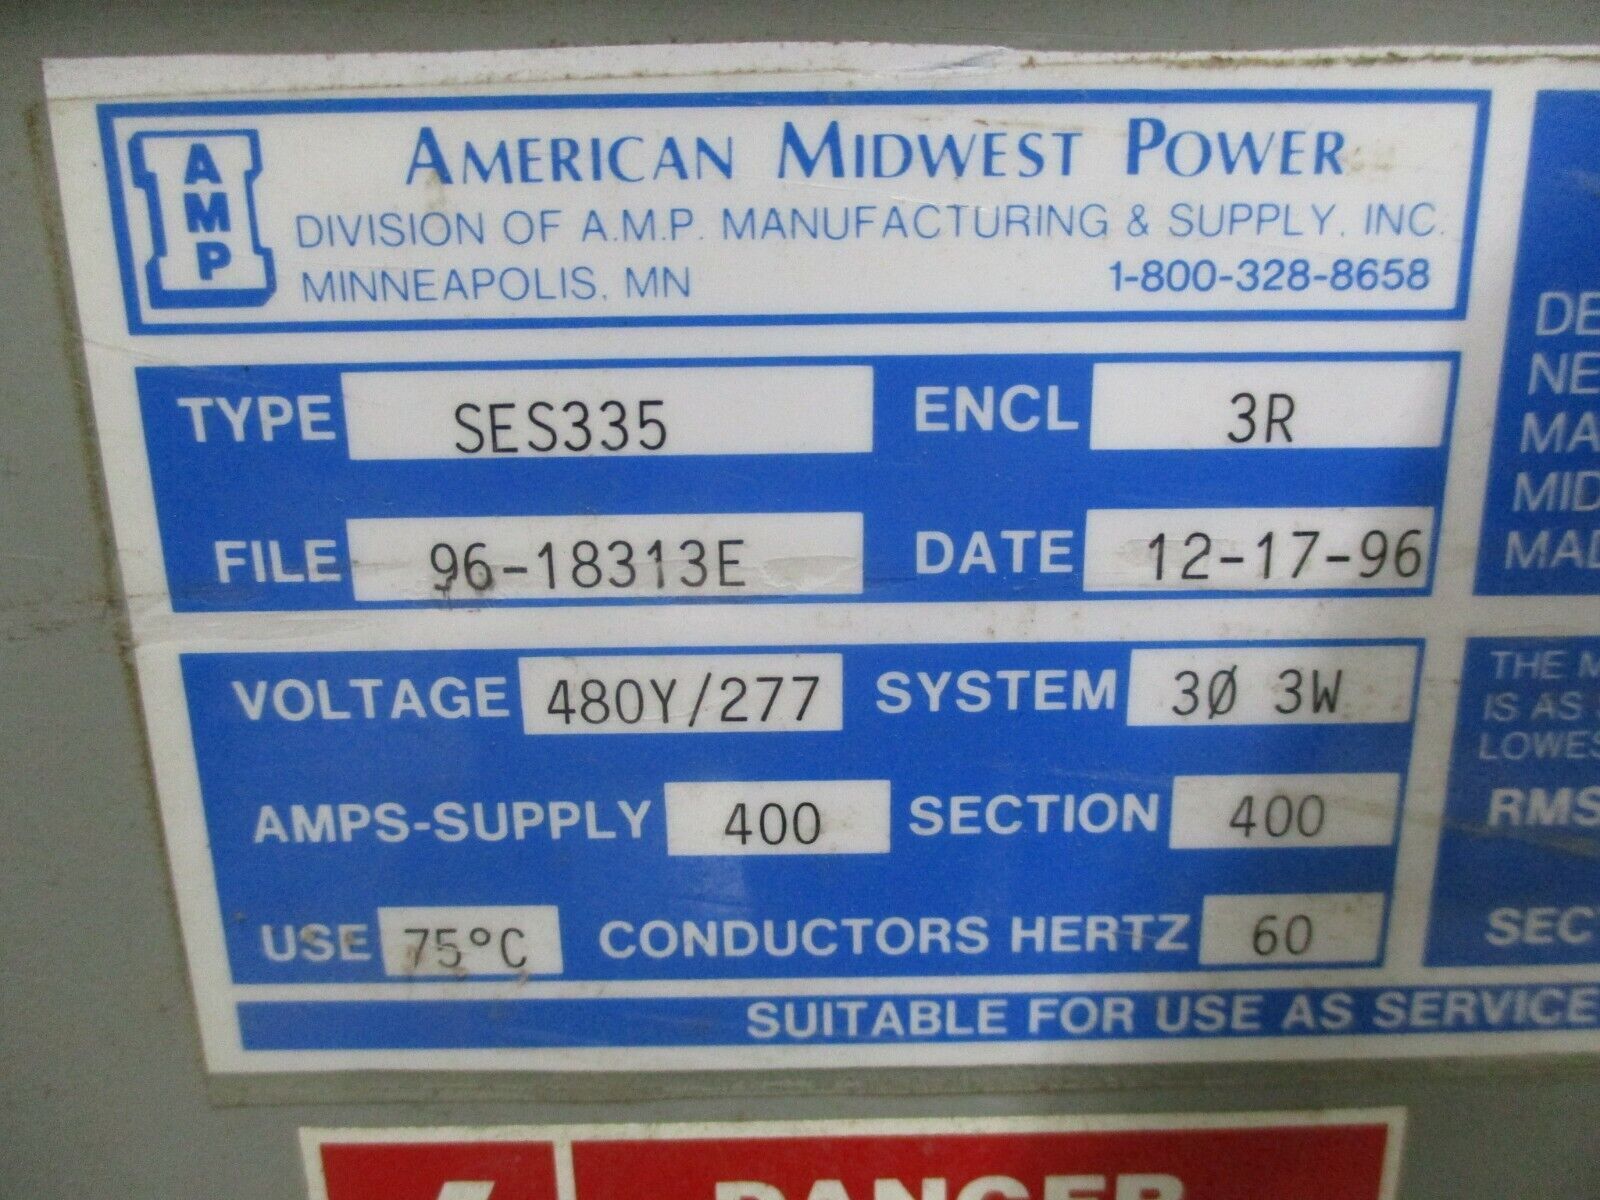 AMP
AMERICAN MIDWEST POWER
DIVISION OF A.M.P. MANUFACTURING & SUPPLY, INC.
MINNEAPOLIS, MN 1-800-328-8658
TYPE SES335 ENCL 3R
FILE 96-18313E DATE 12-17-96
VOLTAGE 480Y/277 SYSTEM 3Ø 3W
AMPS-SUPPLY 400 SECTION 400
USE 75°C CONDUCTORS HERTZ 60
SUITABLE FOR USE AS SERVICE
DE
NE
MA
MID
MAD
THE M
IS AS
LOWES
RMS
SECT
DANGER